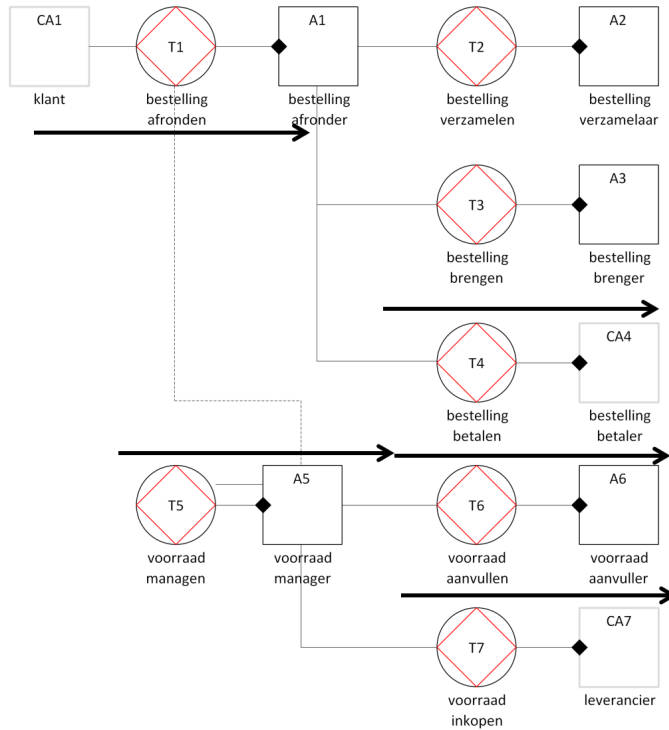 CA1
T1
A1
T2
A2
klant
bestelling
afronden
bestelling
afronder
bestelling
verzamelen
bestelling
verzamelaar
T3
A3
bestelling
brengen
bestelling
brenger
T4
CA4
bestelling
betalen
bestelling
betaler
T5
A5
T6
A6
voorraad
managen
voorraad
manager
voorraad
aanvullen
voorraad
aanvuller
T7
CA7
voorraad
inkopen
leverancier